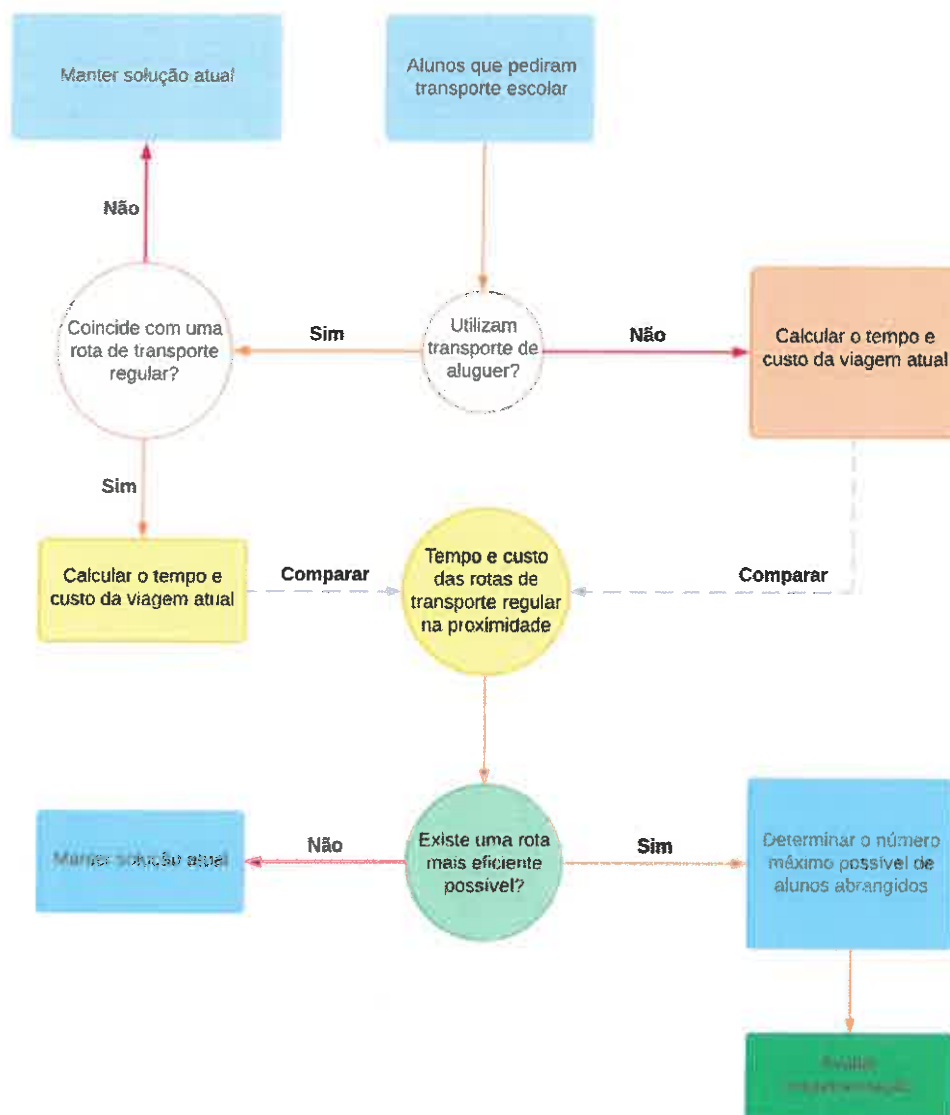 Manter solução atual
Alunos que pediram
transporte escolar
Não
Coincide com uma
rota de transporte
regular?
Sim
Utilizam
transporte de
aluguer?
Não
Calcular o tempo e
custo da viagem atual
Sim
Calcular o tempo e
custo da viagem atual
Comparar
Tempo e custo
das rotas de
transporte regular
na proximidade
Comparar
Manter solução atual
Não
Existe uma rota
mais eficiente
possível?
Sim
Determinar o número
máximo possível de
alunos abrangidos